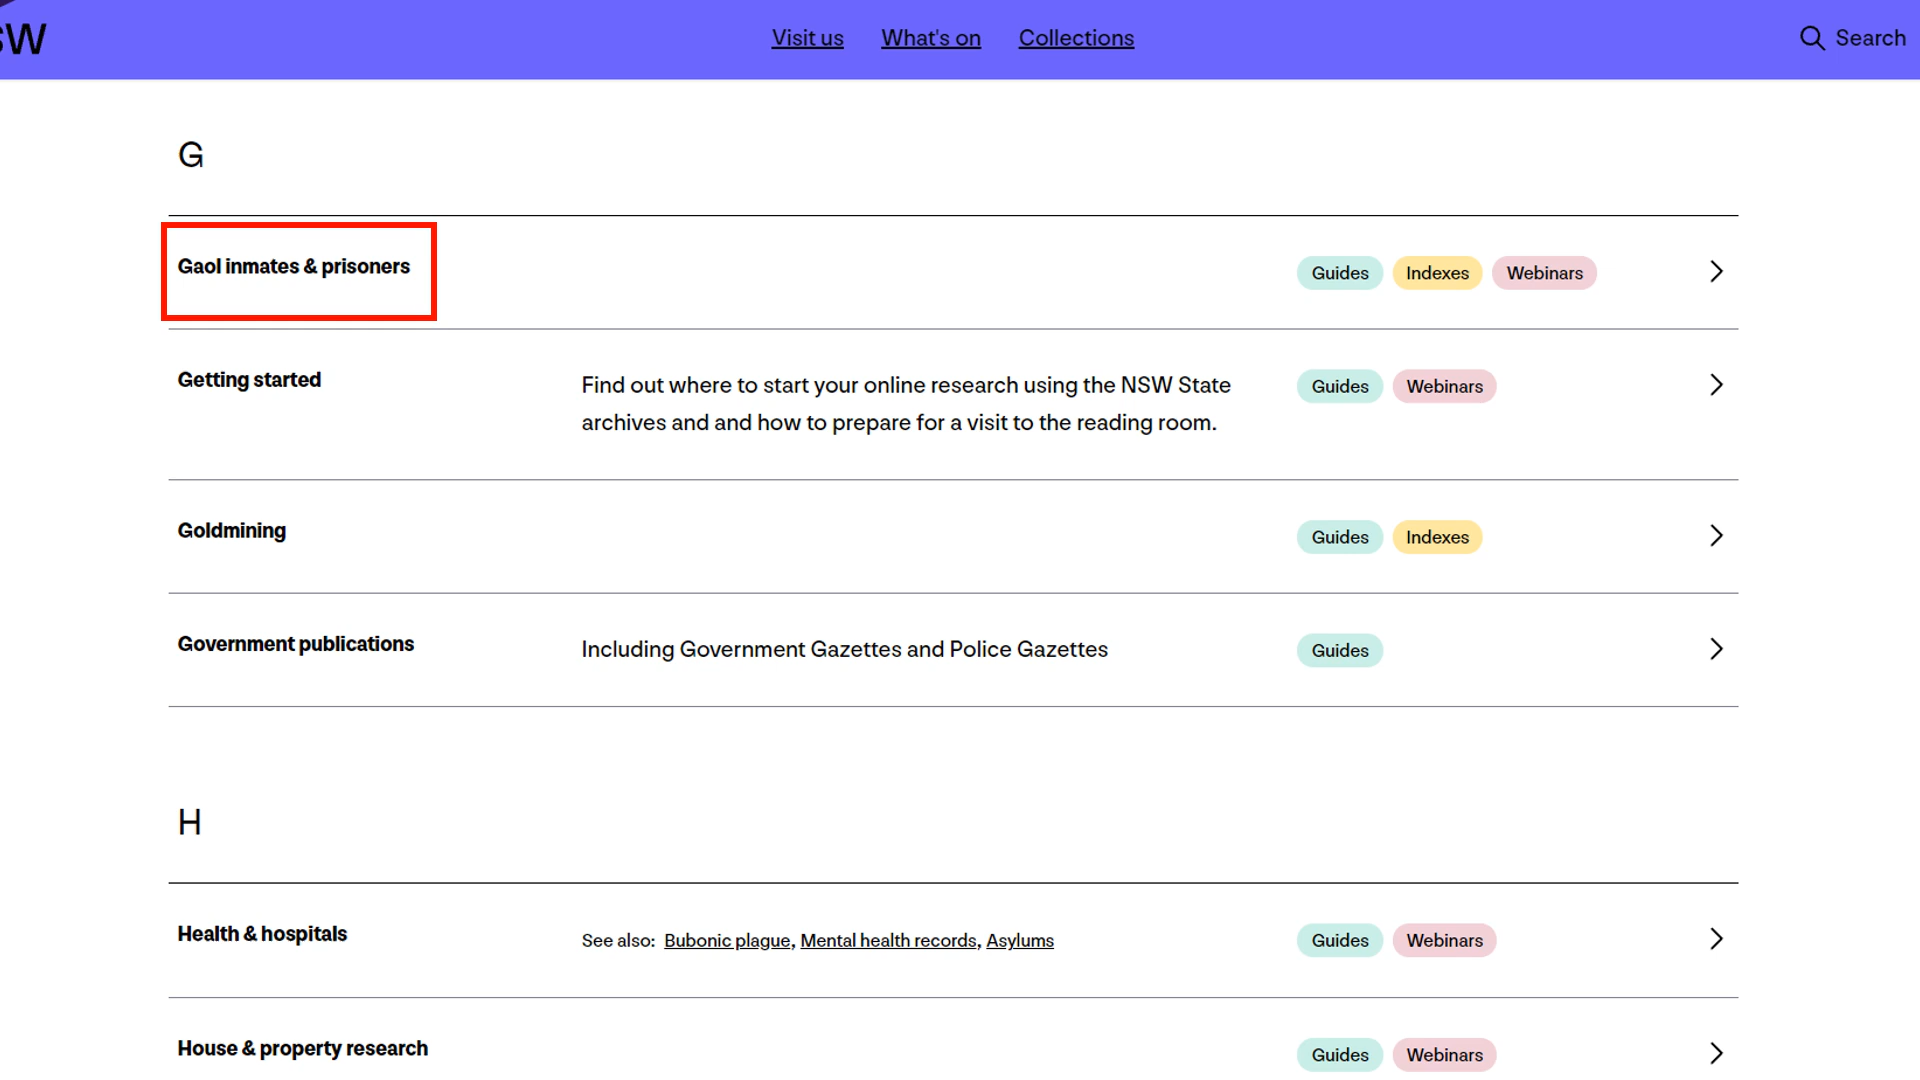 SW
Visit us What's on Collections Search
G
Gaol inmates & prisoners Guides Indexes Webinars
Getting started Find out where to start your online research using the NSW State Guides Webinars
archives and and how to prepare for a visit to the reading room.
Goldmining Guides Indexes
Government publications Including Government Gazettes and Police Gazettes Guides
H
Health & hospitals See also: Bubonic plague, Mental health records, Asylums Guides Webinars
House & property research Guides Webinars